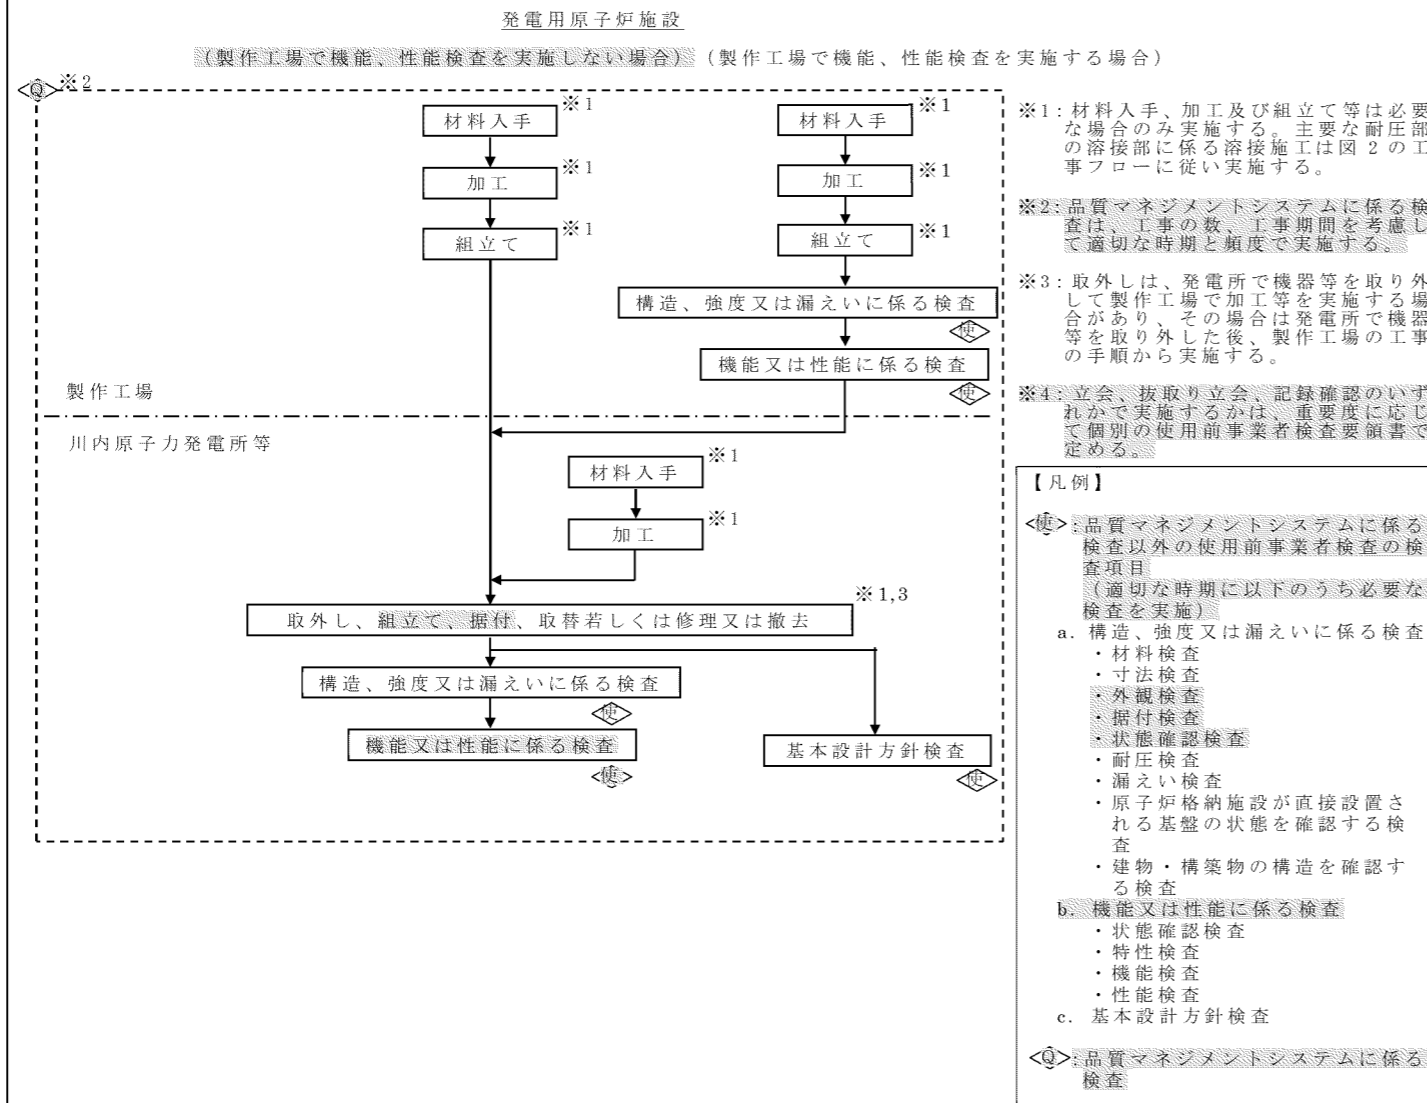 発電用原子炉施設
（製作工場で機能、性能検査を実施しない場合）（製作工場で機能、性能検査を実施する場合）
Q ※2
材料入手 ※1
加工 ※1
組立て ※1
材料入手 ※1
加工 ※1
組立て ※1
構造、強度又は漏えいに係る検査
使
機能又は性能に係る検査
使
製作工場
川内原子力発電所等
材料入手 ※1
加工 ※1
※1,3
取外し、組立て、据付、取替若しくは修理又は撤去
構造、強度又は漏えいに係る検査
使
機能又は性能に係る検査
使
基本設計方針検査
使
※1：材料入手、加工及び組立て等は必要
な場合のみ実施する。主要な耐圧部
の溶接部に係る溶接施工は図2の工
事フローに従い実施する。
※2：品質マネジメントシステムに係る検
査は、工事の数、工事期間を考慮し
て適切な時期と頻度で実施する。
※3：取外しは、発電所で機器等を取り外
して製作工場で加工等を実施する場
合があり、その場合は発電所で機器
等を取り外した後、製作工場の工事
の手順から実施する。
※4：立会、抜取り立会、記録確認のいず
れかで実施するかは、重要度に応じ
て個別の使用前事業者検査要領書で
定める。
【凡例】
使：品質マネジメントシステムに係る
検査以外の使用前事業者検査の検
査項目
（適切な時期に以下のうち必要な
検査を実施）
a. 構造、強度又は漏えいに係る検査
・材料検査
・寸法検査
・外観検査
・据付検査
・状態確認検査
・耐圧検査
・漏えい検査
・原子炉格納施設が直接設置さ
れる基盤の状態を確認する検
査
・建物・構築物の構造を確認す
る検査
b. 機能又は性能に係る検査
・状態確認検査
・特性検査
・機能検査
・性能検査
c. 基本設計方針検査
Q：品質マネジメントシステムに係る
検査